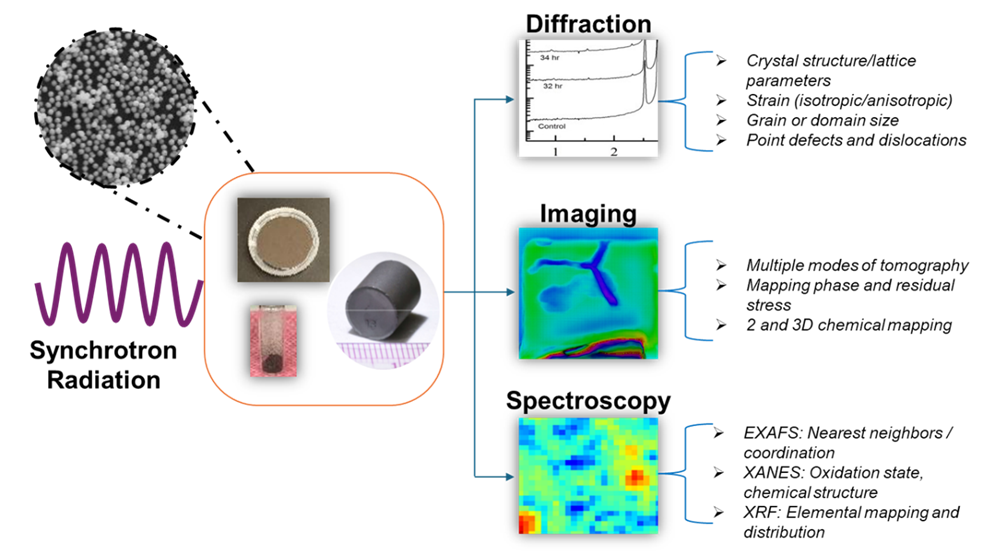 Diffraction
34 hr
32 hr
Control
1 2
Crystal structure/lattice
parameters
Strain (isotropic/anisotropic)
Grain or domain size
Point defects and dislocations
Synchrotron
Radiation
Imaging
Multiple modes of tomography
Mapping phase and residual
stress
2 and 3D chemical mapping
Spectroscopy
EXAFS: Nearest neighbors /
coordination
XANES: Oxidation state,
chemical structure
XRF: Elemental mapping and
distribution